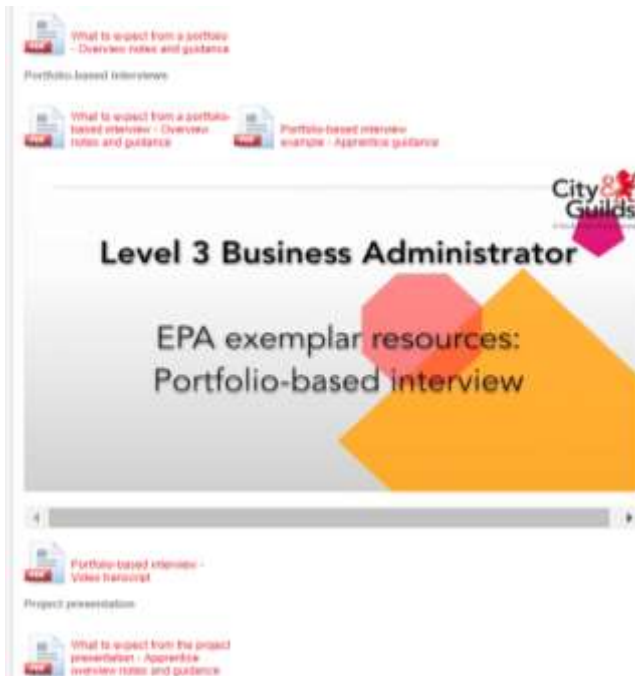 What to expect from a portfolio
- Overview notes and guidance
Portfolio-based interviews
What to expect from a portfolio-
based interview - Overview
notes and guidance
Portfolio-based interview
example - Apprentice guidance
City & Guilds
Level 3 Business Administrator
EPA exemplar resources:
Portfolio-based interview
Portfolio-based interview -
Video transcript
Project presentation
What to expect from the project
presentation - Apprentice
overview notes and guidance